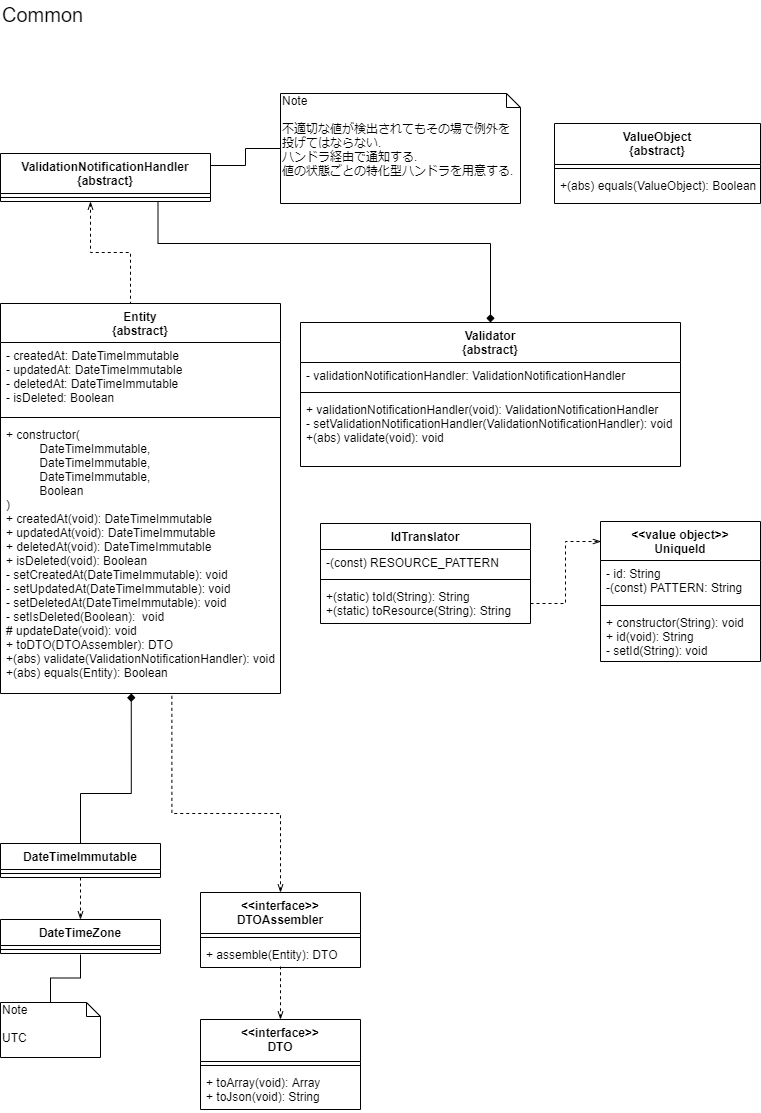 Common
Note
不適切な値が検出されてもその場で例外を
投げてはならない.
ハンドラ経由で通知する.
値の状態ごとの特化型ハンドラを用意する.
ValueObject
{abstract}
+(abs) equals(ValueObject): Boolean
ValidationNotificationHandler
{abstract}
Entity
{abstract}
- createdAt: DateTimeImmutable
- updatedAt: DateTimeImmutable
- deletedAt: DateTimeImmutable
- isDeleted: Boolean
+ constructor(
DateTimeImmutable,
DateTimeImmutable,
DateTimeImmutable,
Boolean
)
+ createdAt(void): DateTimeImmutable
+ updatedAt(void): DateTimeImmutable
+ deletedAt(void): DateTimeImmutable
+ isDeleted(void): Boolean
- setCreatedAt(DateTimeImmutable): void
- setUpdatedAt(DateTimeImmutable): void
- setDeletedAt(DateTimeImmutable): void
- setIsDeleted(Boolean): void
# updateDate(void): void
+ toDTO(DTOAssembler): DTO
+(abs) validate(ValidationNotificationHandler): void
+(abs) equals(Entity): Boolean
Validator
{abstract}
- validationNotificationHandler: ValidationNotificationHandler
+ validationNotificationHandler(void): ValidationNotificationHandler
- setValidationNotificationHandler(ValidationNotificationHandler): void
+(abs) validate(void): void
IdTranslator
-(const) RESOURCE_PATTERN
+(static) toId(String): String
+(static) toResource(String): String
<<value object>>
UniqueId
- id: String
-(const) PATTERN: String
+ constructor(String): void
+ id(void): String
- setId(String): void
DateTimeImmutable
DateTimeZone
Note
UTC
<<interface>>
DTOAssembler
+ assemble(Entity): DTO
<<interface>>
DTO
+ toArray(void): Array
+ toJson(void): String